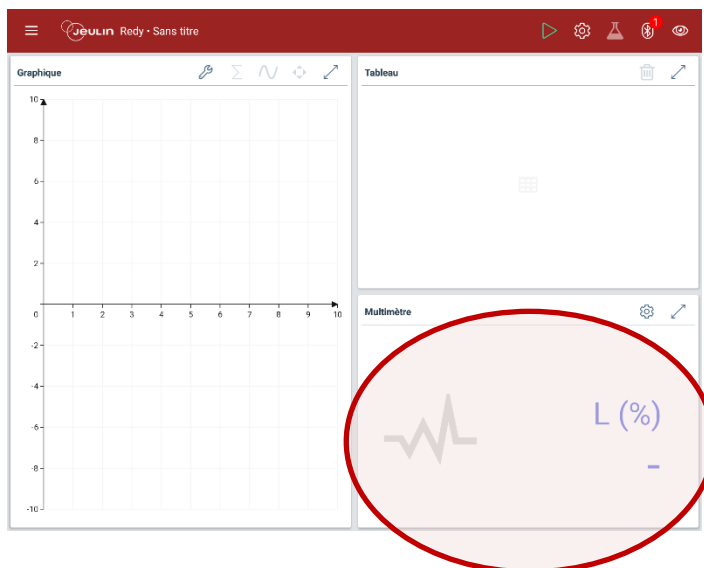 Jeulin Redy • Sans titre
1
Graphique
Tableau
10
8
6
4
2
0 1 2 3 4 5 6 7 8 9 10
-2
-4
-6
-8
-10
Multimètre
L (%)
-